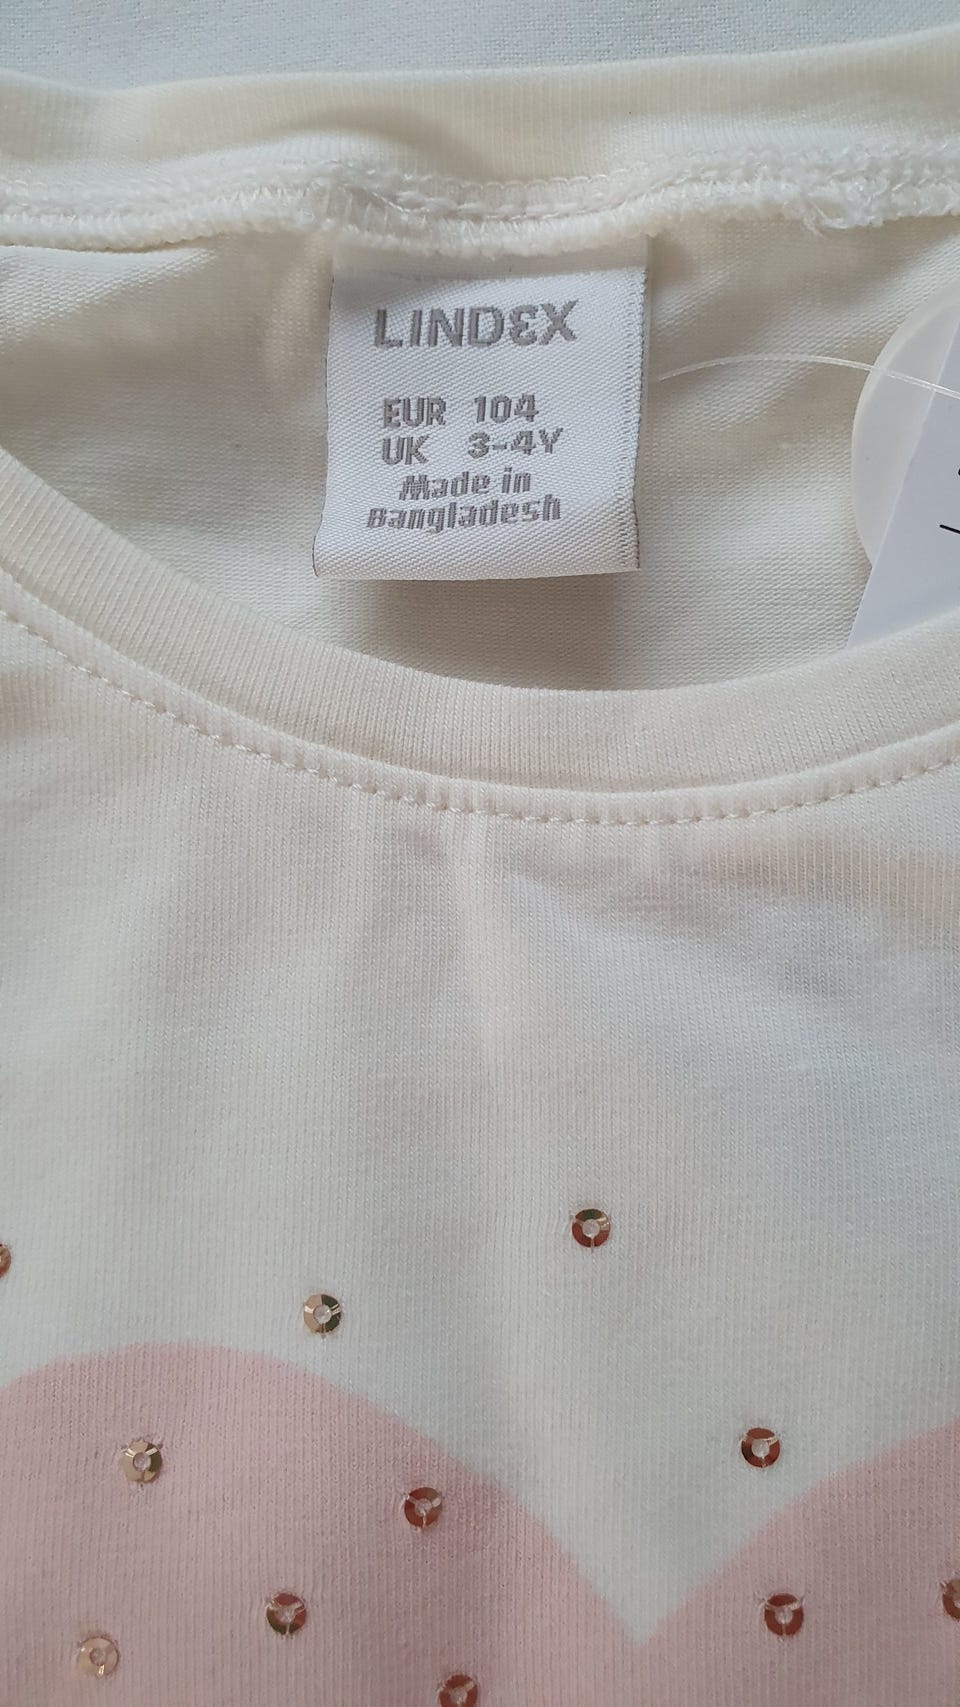 LINDEX
EUR 104
UK 3-4Y
Made in
Bangladesh